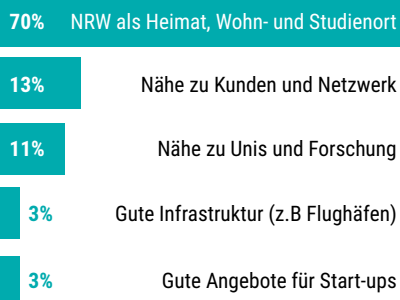 70% NRW als Heimat, Wohn- und Studienort
13% Nähe zu Kunden und Netzwerk
11% Nähe zu Unis und Forschung
3% Gute Infrastruktur (z.B Flughäfen)
3% Gute Angebote für Start-ups